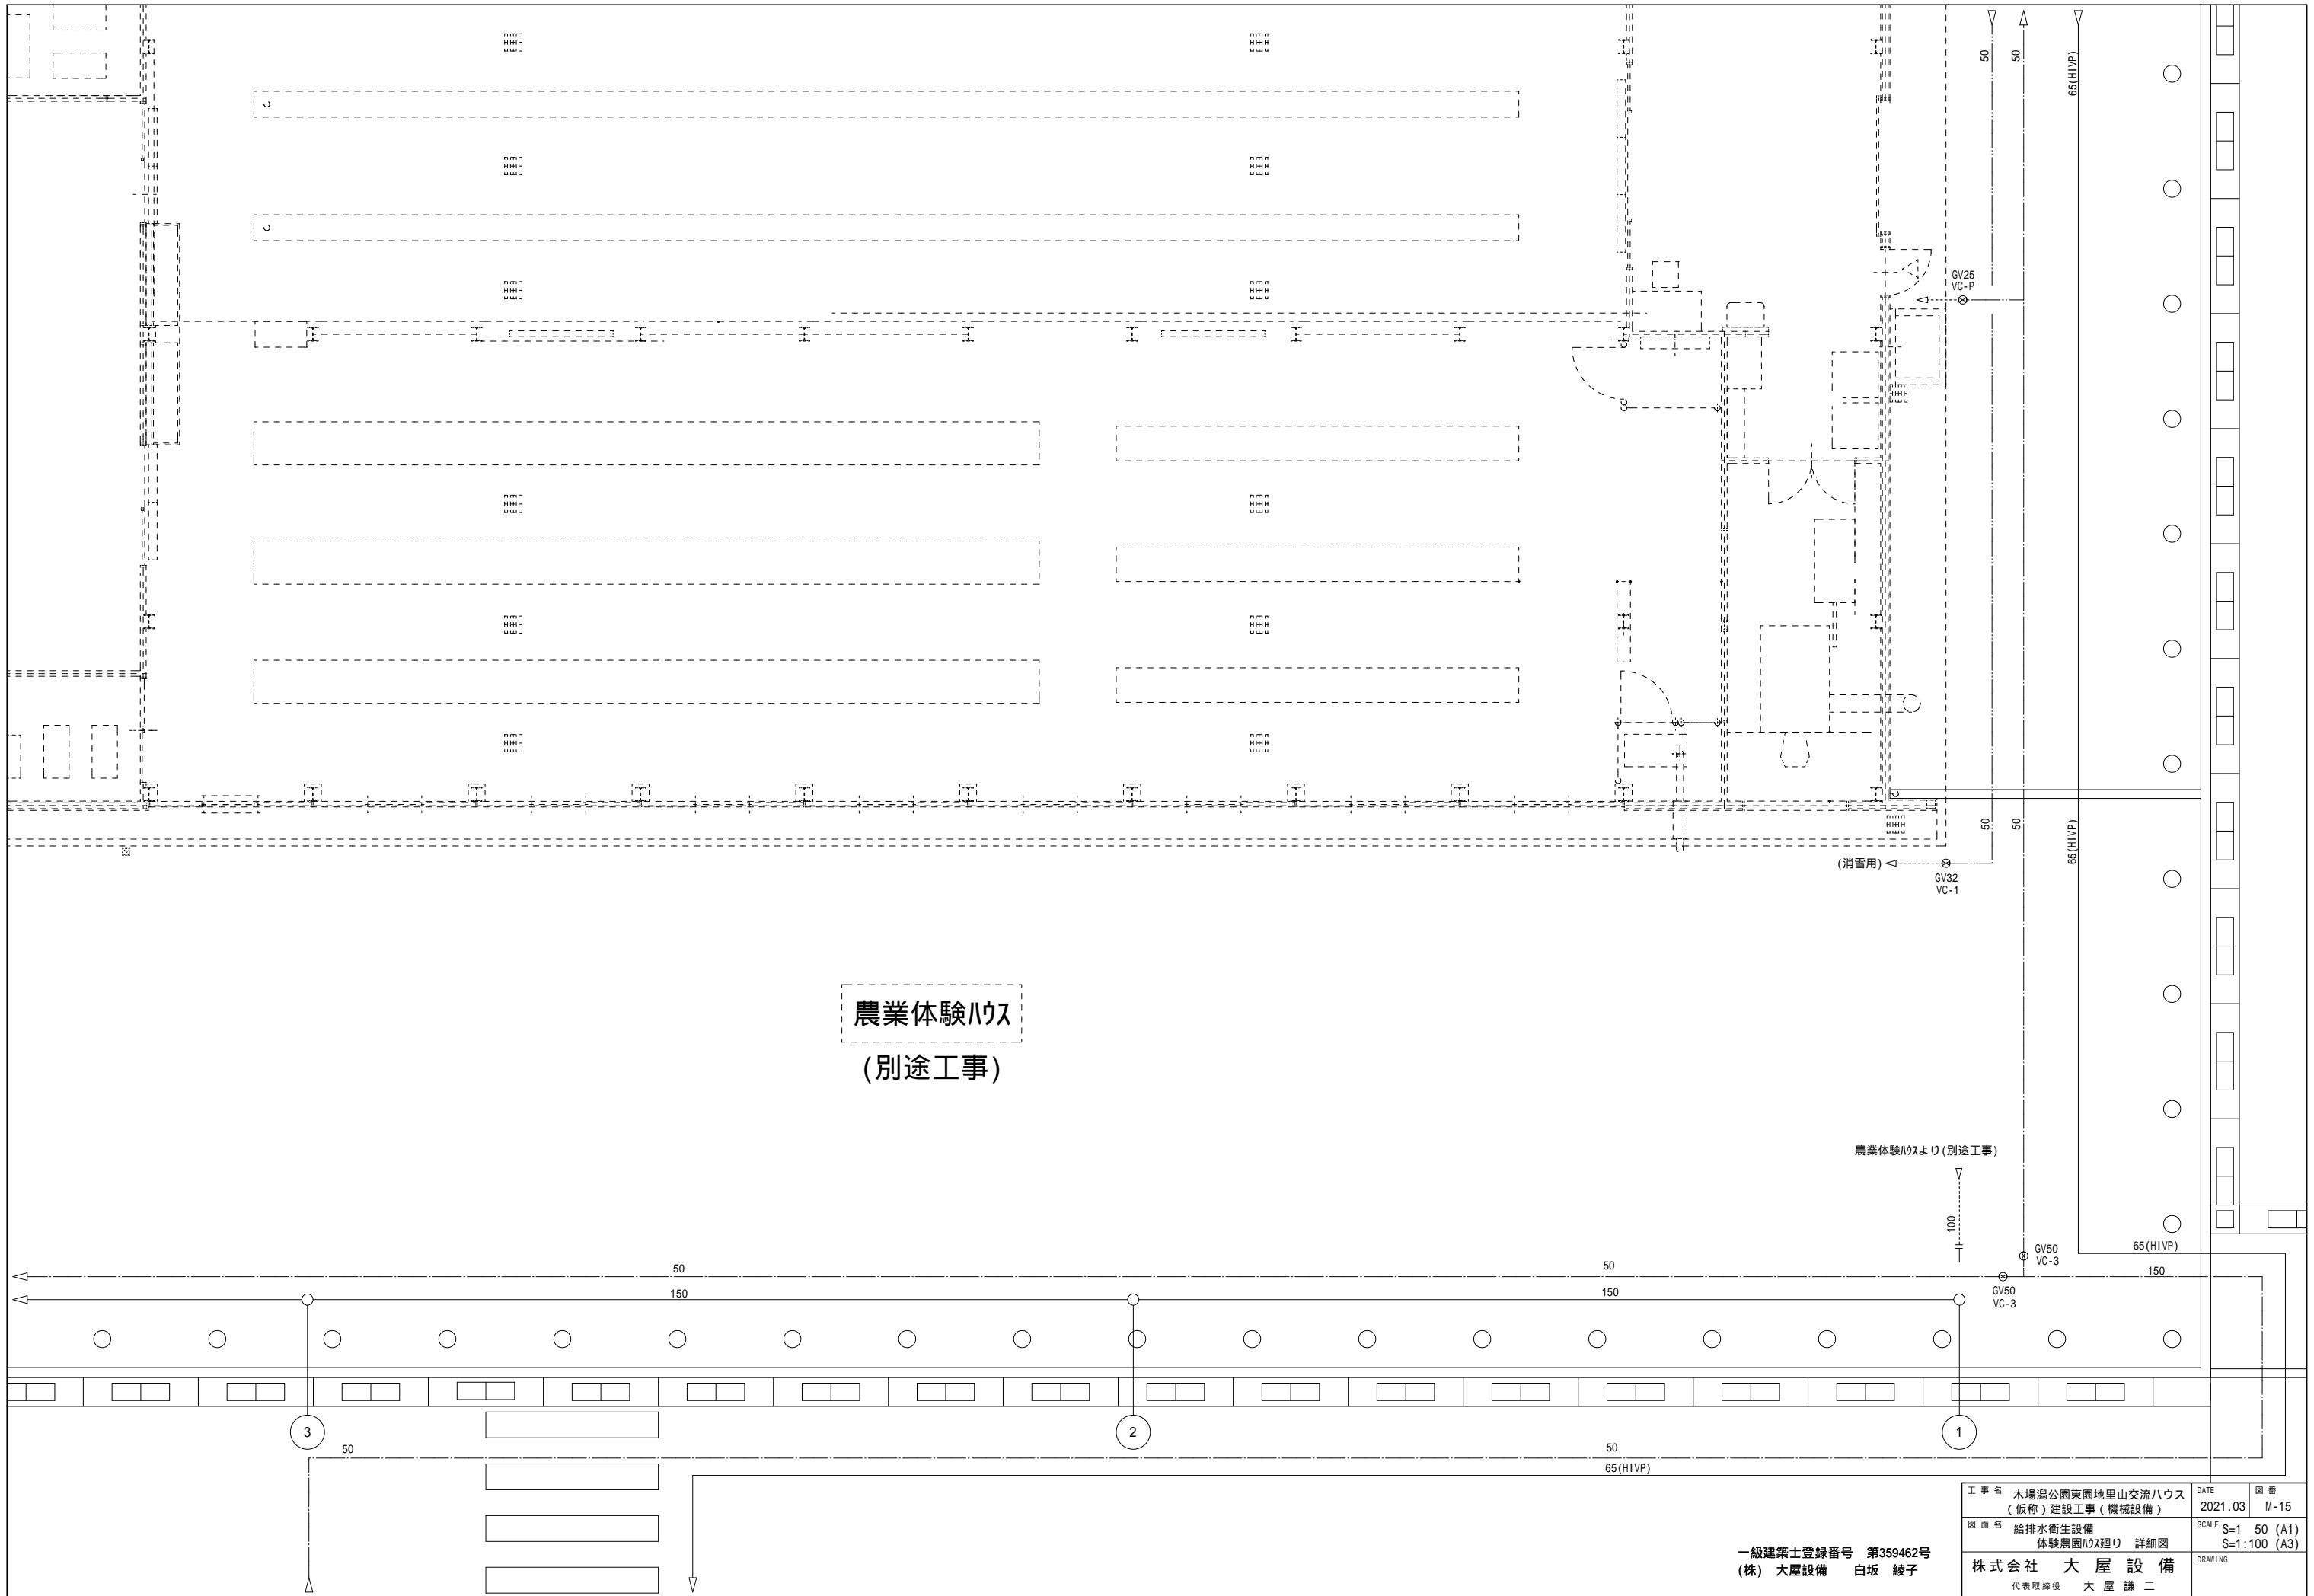 50
50
65(HIVP)
GV25
VC-P
50
50
65(HIVP)
(消雪用)
GV32
VC-1
農業体験ﾊｳｽ
(別途工事)
農業体験ﾊｳｽより(別途工事)
100
GV50
VC-3
65(HIVP)
50
50
150
GV50
VC-3
150
150
3
2
1
50
50
65(HIVP)
工事名 木場潟公園東園地里山交流ハウス
(仮称)建設工事(機械設備)
DATE
2021.03
図番
M-15
図面名 給排水衛生設備
体験農園ﾊｳｽ廻り 詳細図
SCALE S=1 50 (A1)
S=1:100 (A3)
株式会社 大屋設備
代表取締役 大屋謙二
DRAWING
一級建築士登録番号 第359462号
(株) 大屋設備 白坂 綾子